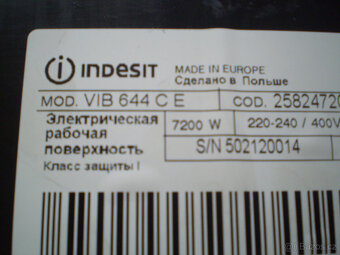 indesit
MADE IN EUROPE
Сделано в Польше
MOD. VIB 644 C E
COD. 25824720
Электрическая
рабочая
поверхность
7200 W
220-240 / 400V
S/N 502120014
Класс защиты I